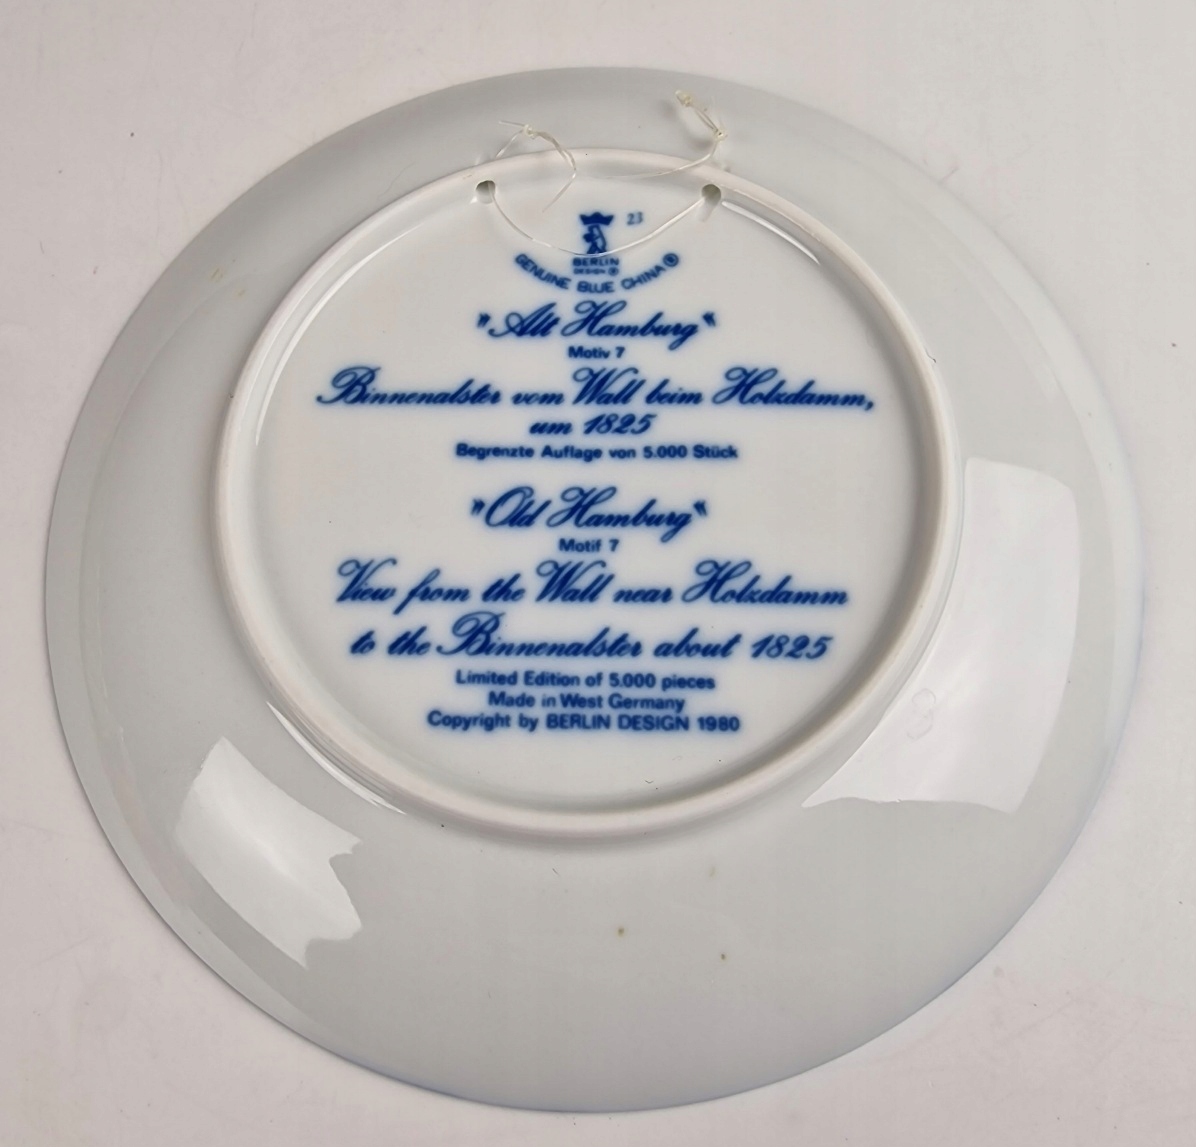 23
BERLIN
DESIGN ®
GENUINE BLUE CHINA ®
"Alt Hamburg"
Motiv 7
Binnenalster vom Wall beim Holzdamm,
um 1825
Begrenzte Auflage von 5.000 Stück
"Old Hamburg"
Motif 7
View from the Wall near Holzdamm
to the Binnenalster about 1825
Limited Edition of 5.000 pieces
Made in West Germany
Copyright by BERLIN DESIGN 1980